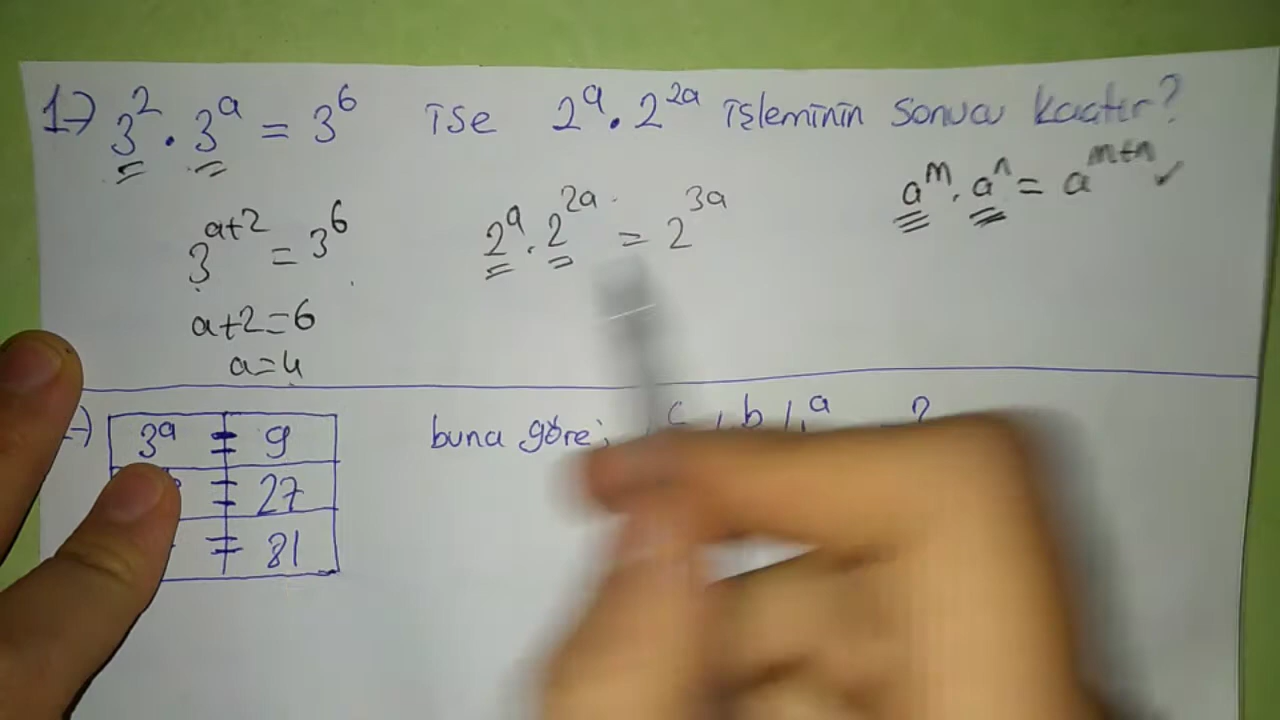 1-) 3² . 3ᵃ = 3⁶ ise 2ᵃ . 2²ᵃ işleminin sonucu kaçtır?
aᵐ . aⁿ = aᵐ⁺ⁿ ✓
3ᵃ⁺² = 3⁶
2ᵃ . 2²ᵃ = 2³ᵃ
a+2=6
a=4
3ᵃ = 9
buna göre;
= 27
= 81